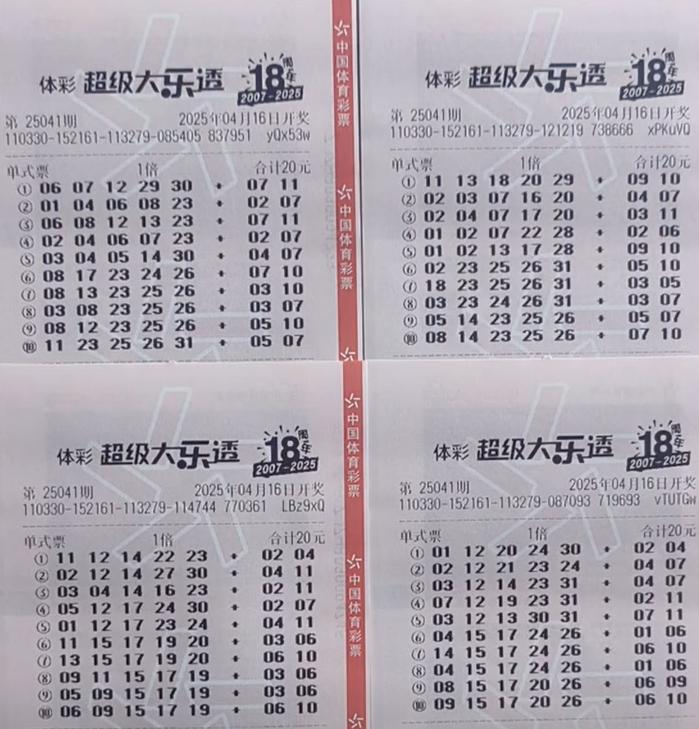 体彩 超级大乐透 18周年
2007-2025
第 25041期 2025年04月16日开奖
110330-152161-113279-085405 837951 yQx53w
单式票 1倍 合计20元
① 06 07 12 29 30 + 07 11
② 01 04 06 08 23 + 02 07
③ 06 08 12 13 23 + 07 11
④ 02 04 06 07 23 + 02 07
⑤ 03 04 05 14 30 + 04 07
⑥ 08 17 23 24 26 + 07 10
⑦ 08 13 23 25 26 + 03 10
⑧ 03 08 23 25 26 + 03 07
⑨ 08 12 23 25 26 + 05 10
⑩ 11 23 25 26 31 + 05 07
中国体育彩票
中国体育彩票
体彩 超级大乐透 18周年
2007-2025
第 25041期 2025年04月16日开奖
110330-152161-113279-121219 738666 xPKuVQ
单式票 1倍 合计20元
① 11 13 18 20 29 + 09 10
② 02 03 07 16 20 + 04 07
③ 02 04 07 17 20 + 03 11
④ 01 02 07 22 28 + 02 06
⑤ 01 02 13 17 28 + 09 10
⑥ 02 23 25 26 31 + 05 10
⑦ 18 23 25 26 31 + 03 05
⑧ 03 23 24 26 31 + 03 07
⑨ 05 14 23 25 26 + 05 07
⑩ 08 14 23 25 26 + 07 10
体彩 超级大乐透 18周年
2007-2025
第 25041期 2025年04月16日开奖
110330-152161-113279-114744 770361 LBz9xQ
单式票 1倍 合计20元
① 11 12 14 22 23 + 02 04
② 02 12 14 27 30 + 04 11
③ 03 04 14 16 23 + 02 11
④ 05 12 17 24 30 + 02 07
⑤ 01 12 17 23 24 + 04 11
⑥ 11 15 17 19 20 + 03 06
⑦ 13 15 17 19 20 + 06 10
⑧ 09 11 15 17 19 + 03 06
⑨ 05 09 15 17 19 + 03 06
⑩ 06 09 15 17 19 + 06 10
中国体育彩票
中国体育彩票
体彩 超级大乐透 18周年
2007-2025
第 25041期 2025年04月16日开奖
110330-152161-113279-087093 719693 vTUTGw
单式票 1倍 合计20元
① 01 12 20 24 30 + 02 04
② 02 12 21 23 24 + 04 07
③ 03 12 14 23 31 + 04 07
④ 07 12 19 23 31 + 02 11
⑤ 03 12 13 30 31 + 07 11
⑥ 04 15 17 24 26 + 01 06
⑦ 14 15 17 24 26 + 06 10
⑧ 04 15 17 24 26 + 01 06
⑨ 08 15 17 20 26 + 06 09
⑩ 09 15 17 20 26 + 06 10